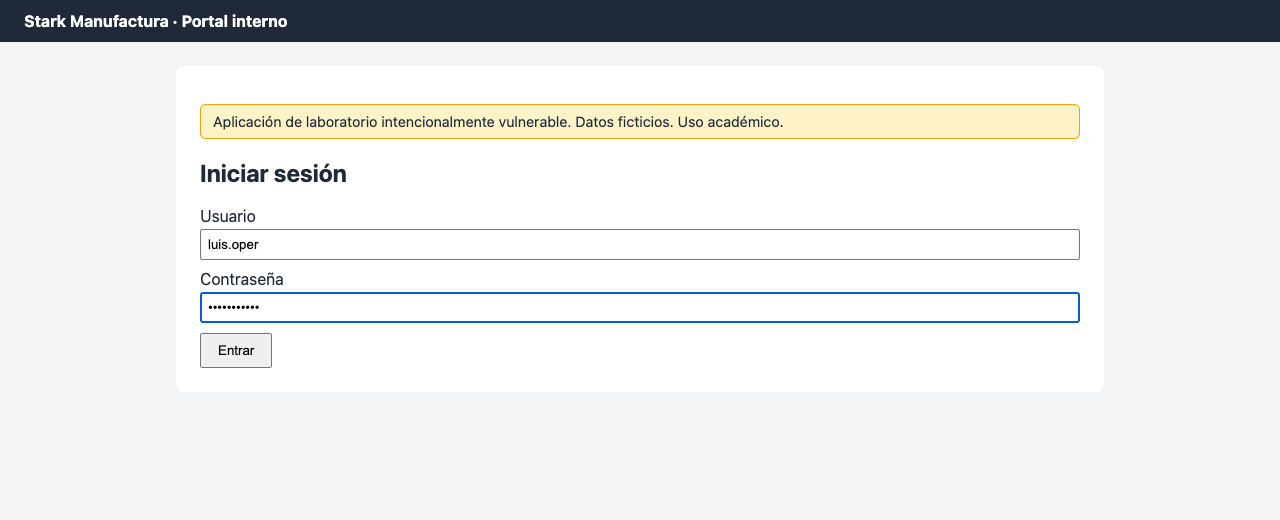 Stark Manufactura · Portal interno
Aplicación de laboratorio intencionalmente vulnerable. Datos ficticios. Uso académico.
Iniciar sesión
Usuario
luis.oper
Contraseña
•••••••••••
Entrar